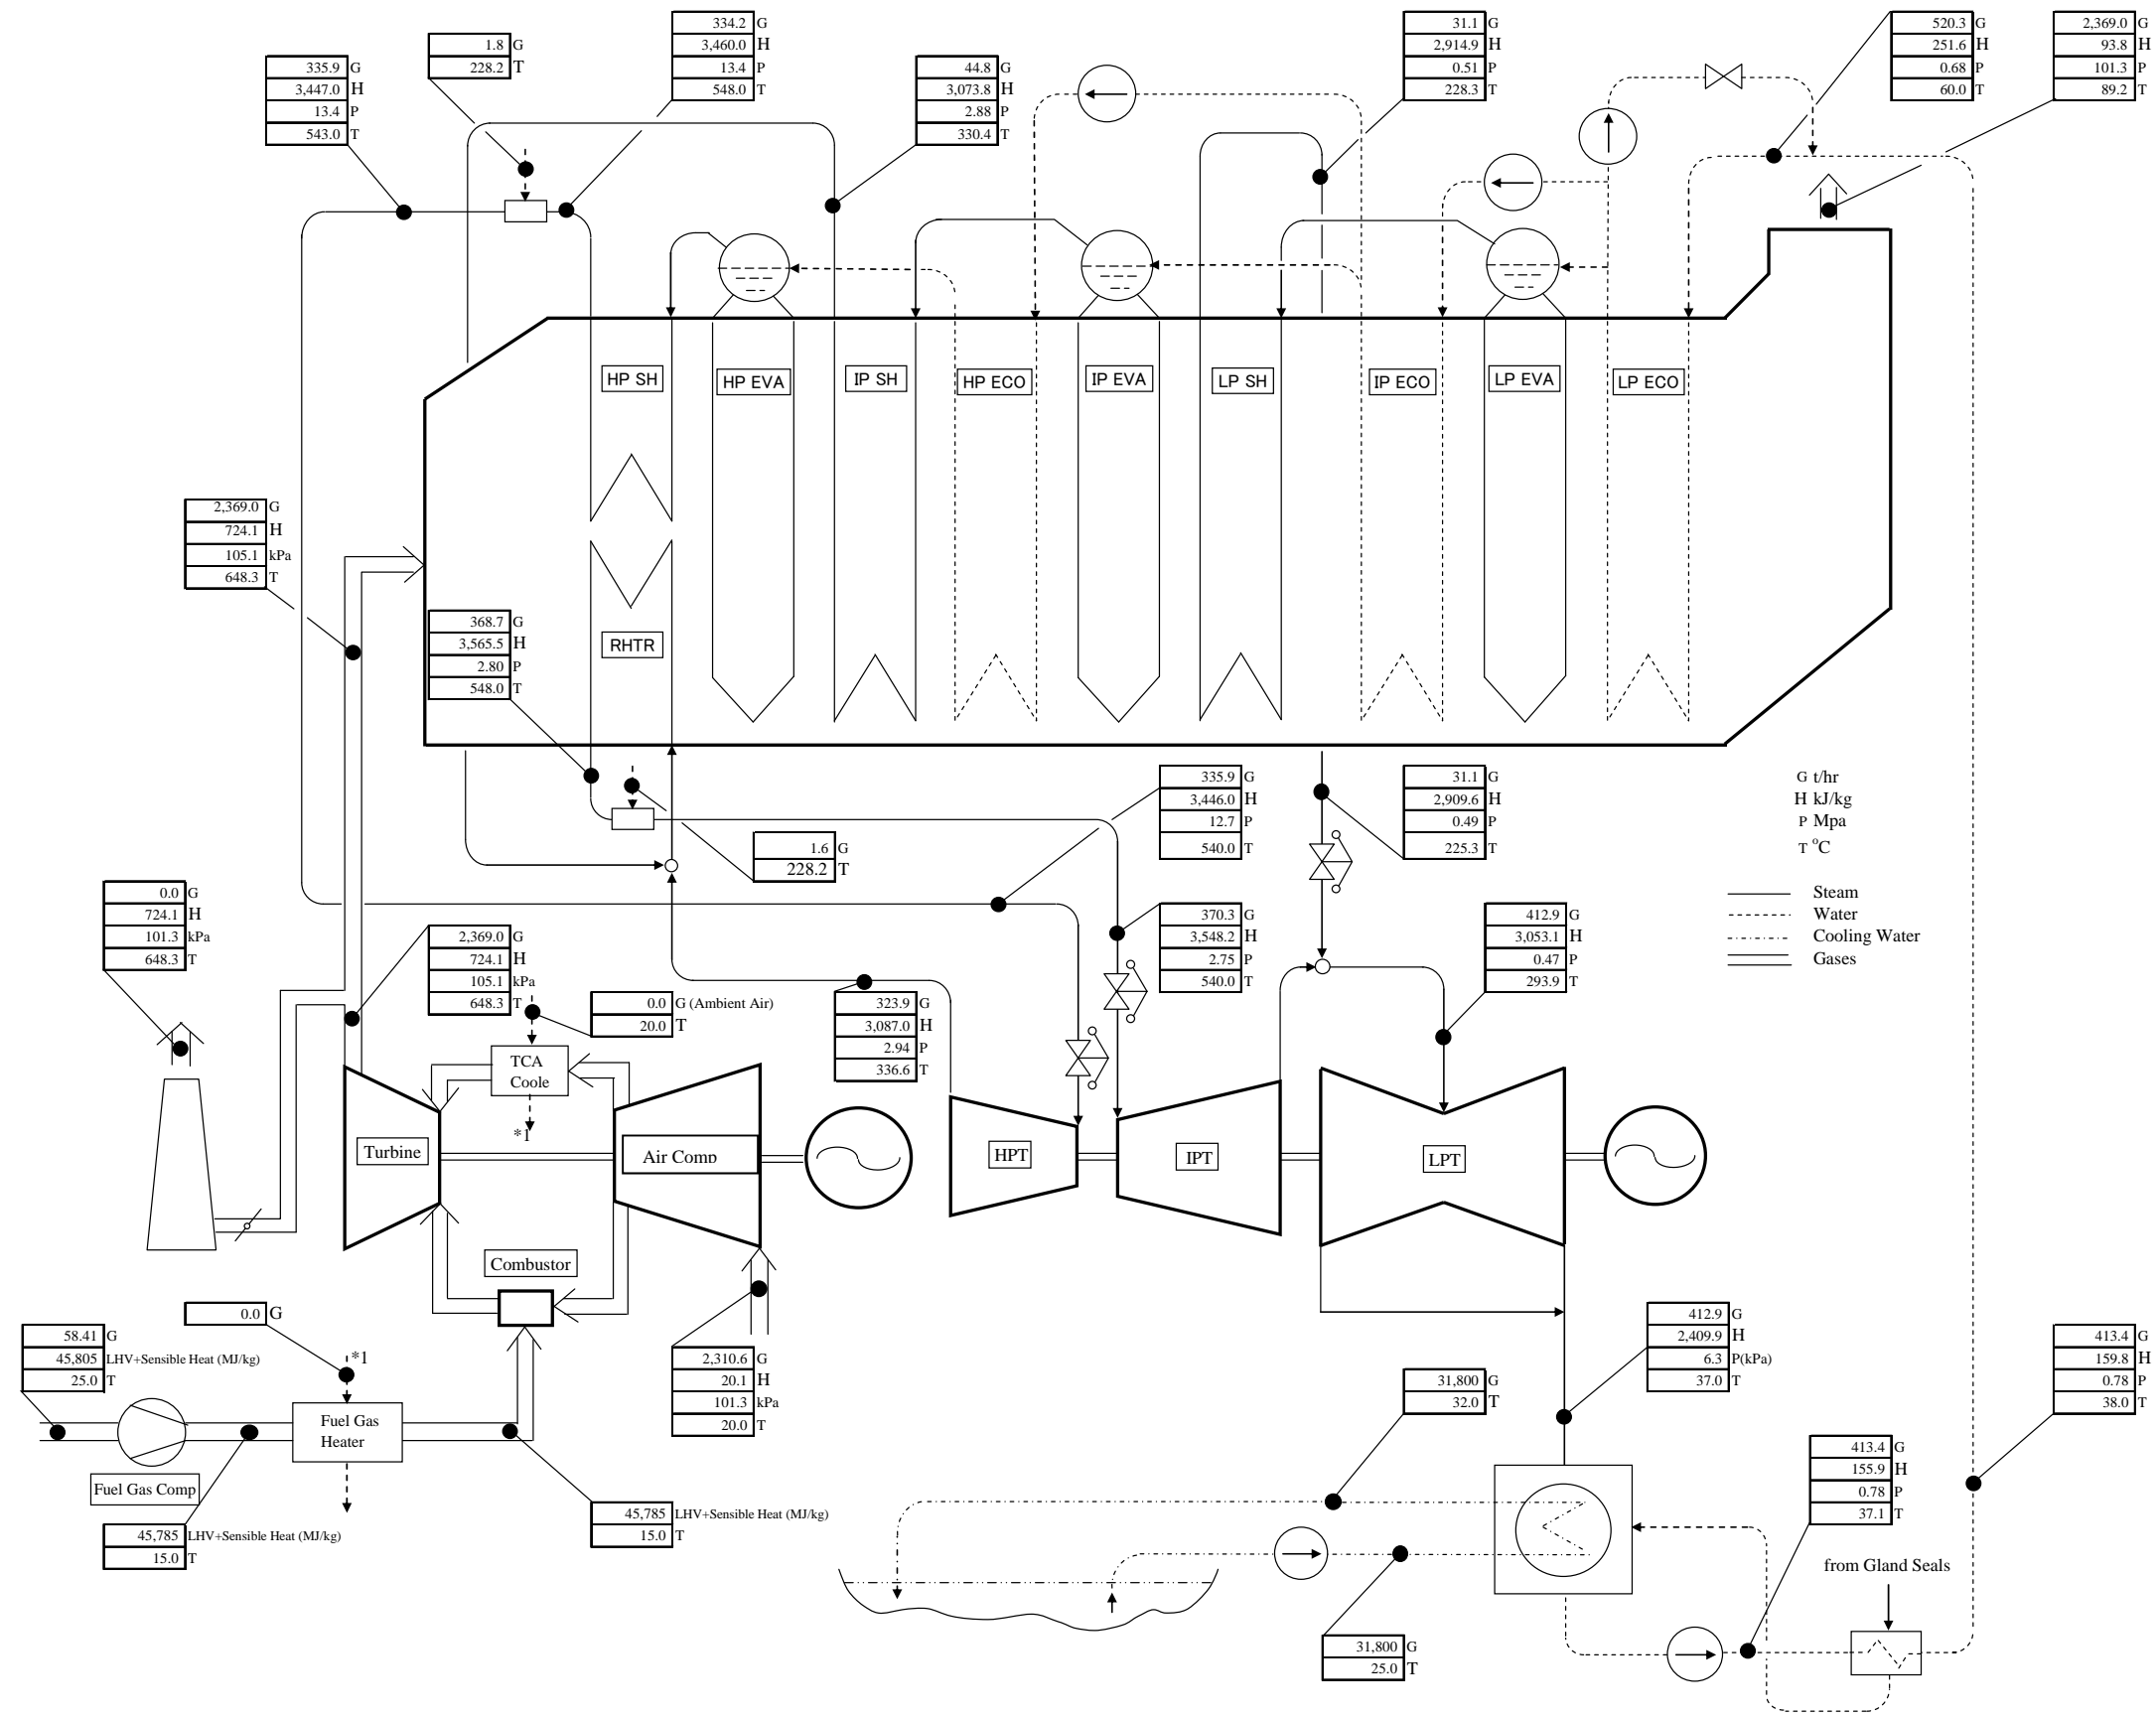 334.2 G
3,460.0 H
13.4 P
548.0 T
31.1 G
2,914.9 H
0.51 P
228.3 T
520.3 G
251.6 H
0.68 P
60.0 T
2,369.0 G
93.8 H
101.3 P
89.2 T
1.8 G
228.2 T
335.9 G
3,447.0 H
13.4 P
543.0 T
44.8 G
3,073.8 H
2.88 P
330.4 T
HP SH
HP EVA
IP SH
HP ECO
IP EVA
LP SH
IP ECO
LP EVA
LP ECO
2,369.0 G
724.1 H
105.1 kPa
648.3 T
368.7 G
3,565.5 H
2.80 P
548.0 T
RHTR
335.9 G
3,446.0 H
12.7 P
540.0 T
31.1 G
2,909.6 H
0.49 P
225.3 T
G t/hr
H kJ/kg
P Mpa
T °C
1.6 G
228.2 T
Steam
Water
Cooling Water
Gases
0.0 G
724.1 H
101.3 kPa
648.3 T
2,369.0 G
724.1 H
105.1 kPa
648.3 T
370.3 G
3,548.2 H
2.75 P
540.0 T
412.9 G
3,053.1 H
0.47 P
293.9 T
0.0 G (Ambient Air)
20.0 T
323.9 G
3,087.0 H
2.94 P
336.6 T
TCA
Coole
*1
Turbine
Air Comp
HPT
IPT
LPT
Combustor
0.0 G
58.41 G
45,805 LHV+Sensible Heat (MJ/kg)
25.0 T
*1
2,310.6 G
20.1 H
101.3 kPa
20.0 T
412.9 G
2,409.9 H
6.3 P(kPa)
37.0 T
413.4 G
159.8 H
0.78 P
38.0 T
31,800 G
32.0 T
Fuel Gas
Heater
Fuel Gas Comp
413.4 G
155.9 H
0.78 P
37.1 T
45,785 LHV+Sensible Heat (MJ/kg)
15.0 T
45,785 LHV+Sensible Heat (MJ/kg)
15.0 T
from Gland Seals
31,800 G
25.0 T